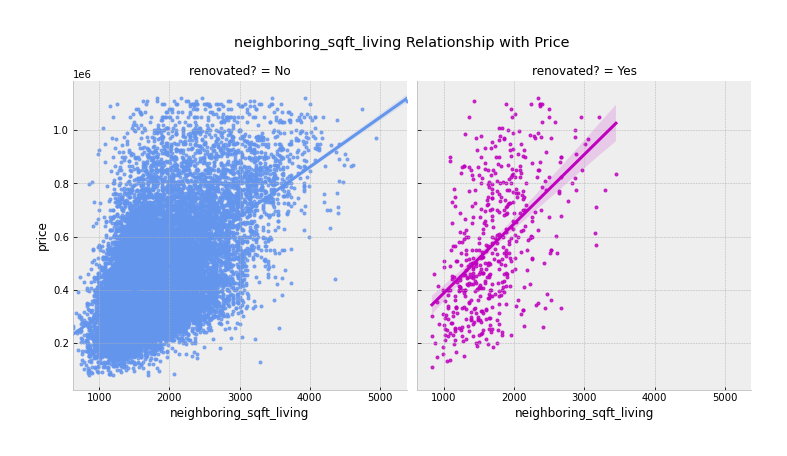 neighboring_sqft_living Relationship with Price
renovated? = No
renovated? = Yes
1e6
1.0
0.8
0.6
0.4
0.2
price
1000 2000 3000 4000 5000
1000 2000 3000 4000 5000
neighboring_sqft_living
neighboring_sqft_living